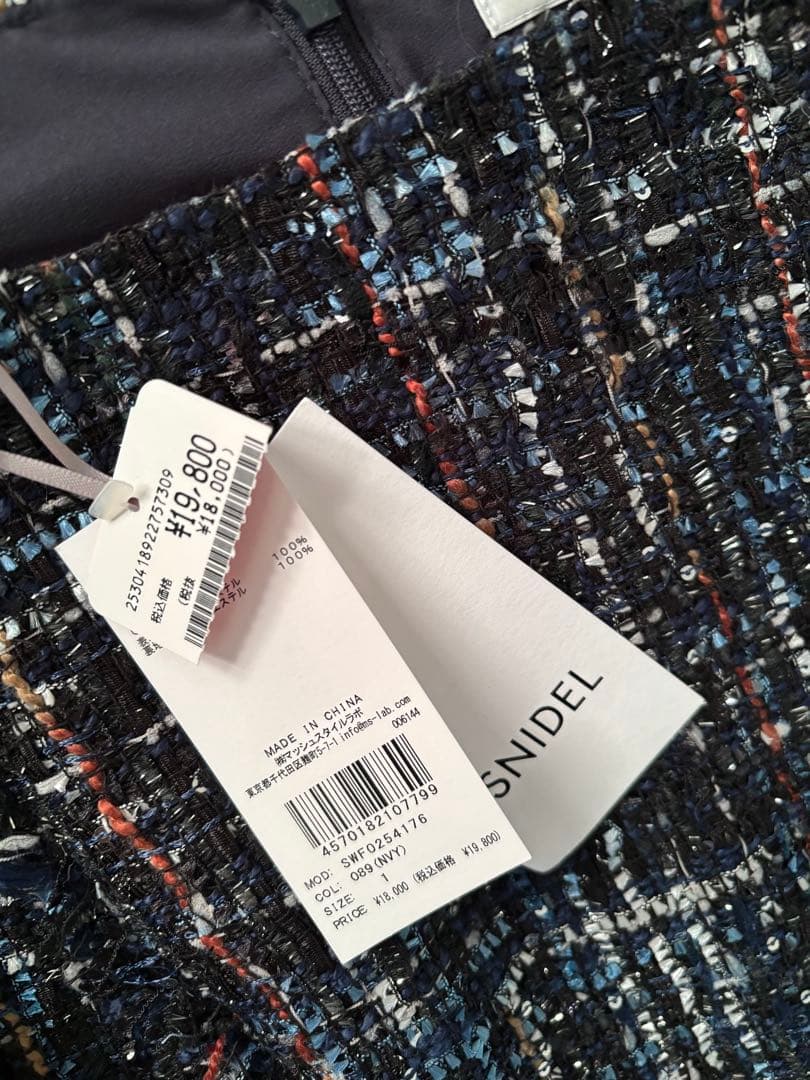 2530418922757309
税込価格 ¥19,800
(税抜 ¥18,000)
100%
100%
MADE IN CHINA
㈱マッシュスタイルラボ
東京都千代田区麹町5-7-1 info@ms-lab.com
006144
4570182107799
MOD: SWFO254176
COL: 089(NVY)
SIZE: 1
PRICE ¥18,000 (税込価格 ¥19,800)
SNIDEL